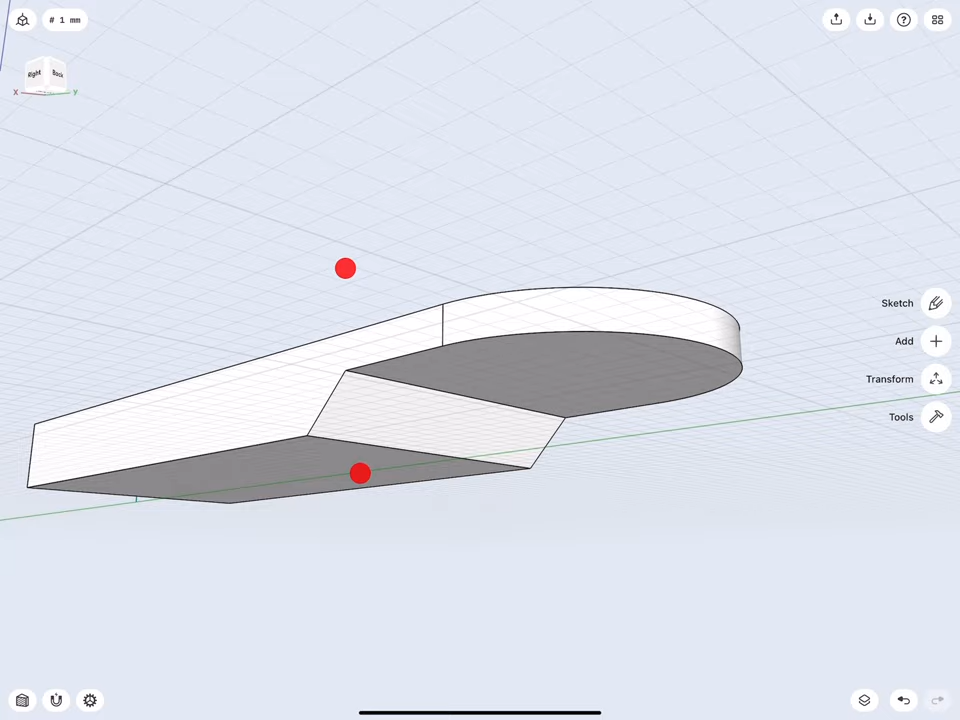 # 1 mm
Right
Back
X
Y
Sketch
Add
Transform
Tools